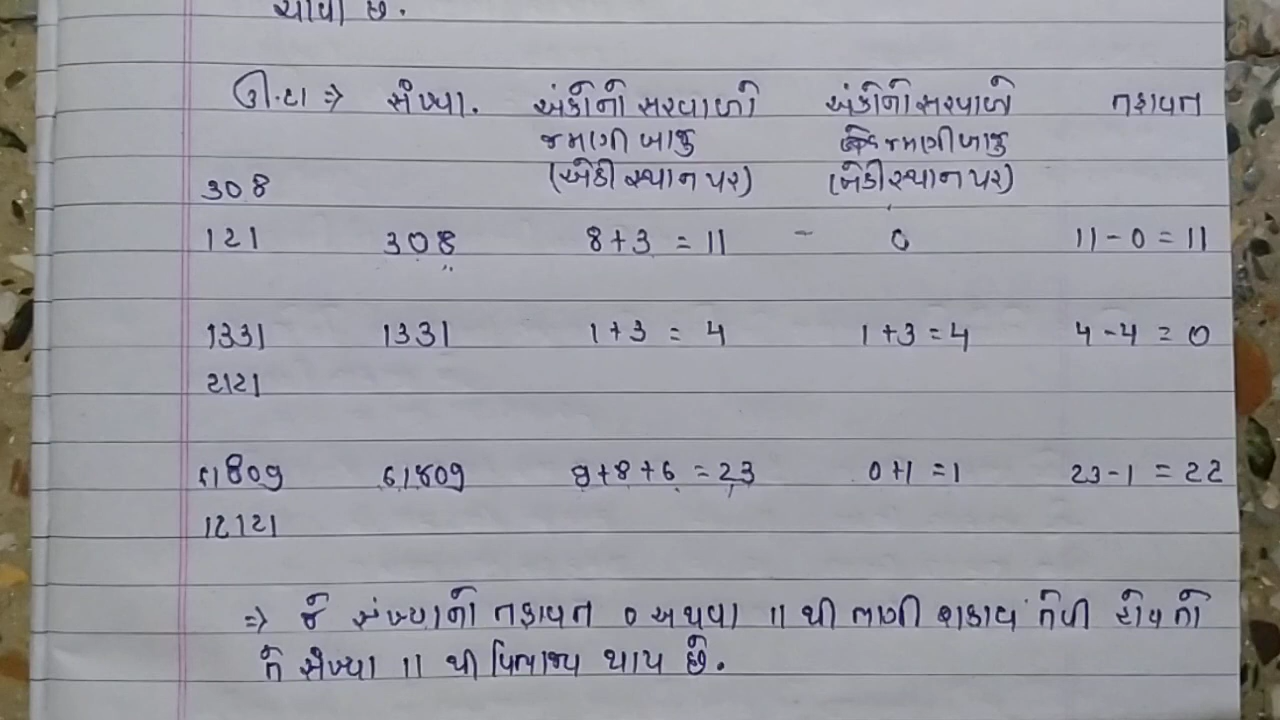 થાવા છે.
ઊ.દા ⇒ સંખ્યા. અંકોનો સરવાળો અંકોનો સરવાળો તફાવત
જમણી બાજુ જમણી બાજુ
(એકી સ્થાન પર) (બેકી સ્થાન પર)
308
121 308 8+3 = 11 - 0 11-0 = 11
1331 1331 1+3 = 4 1+3 = 4 4-4 = 0
2121
61809 61809 9+8+6 = 23 0+1 = 1 23-1 = 22
12121
⇒ જે સંખ્યાનો તફાવત 0 અથવા 11 થી ભાગી શકાય તેવી હોય તો
તે સંખ્યા 11 થી વિભાજ્ય થાય છે.